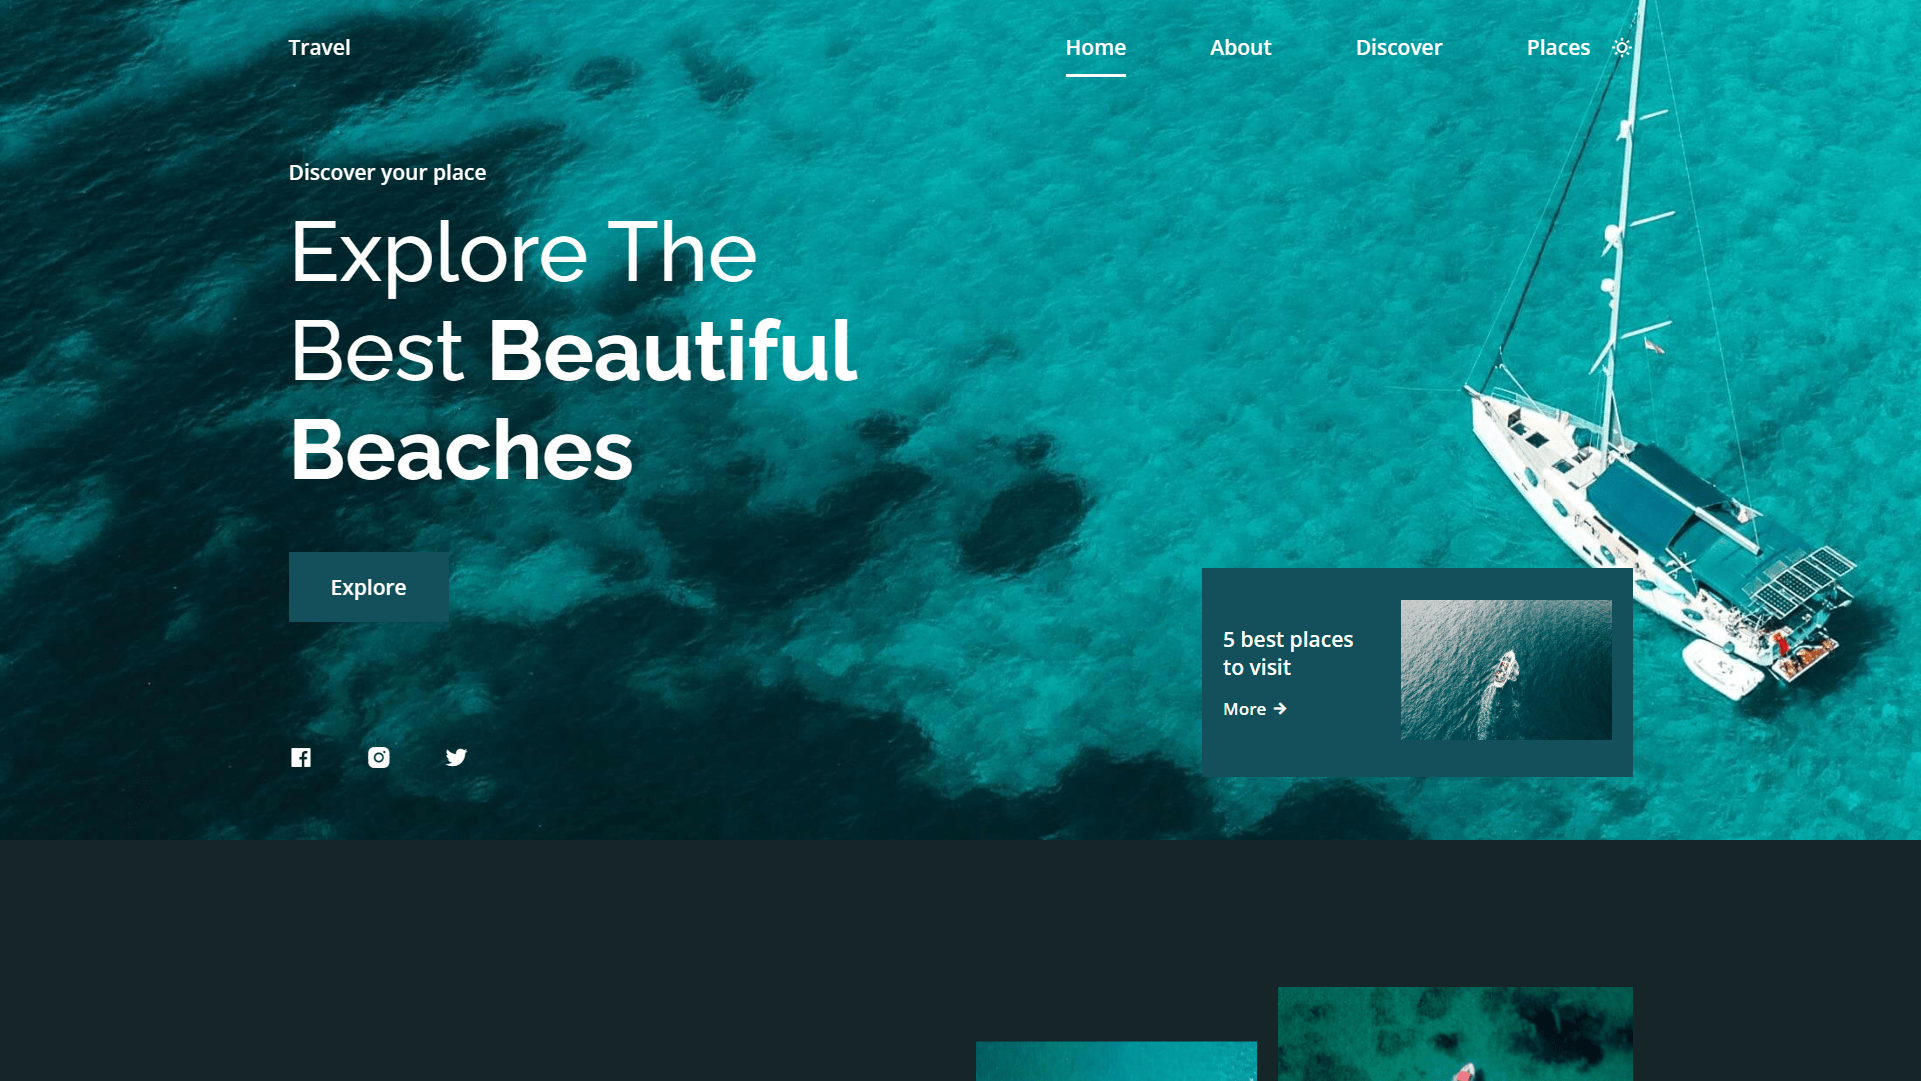 Travel
Home
About
Discover
Places
Discover your place
Explore The
Best Beautiful
Beaches
Explore
5 best places
to visit
More